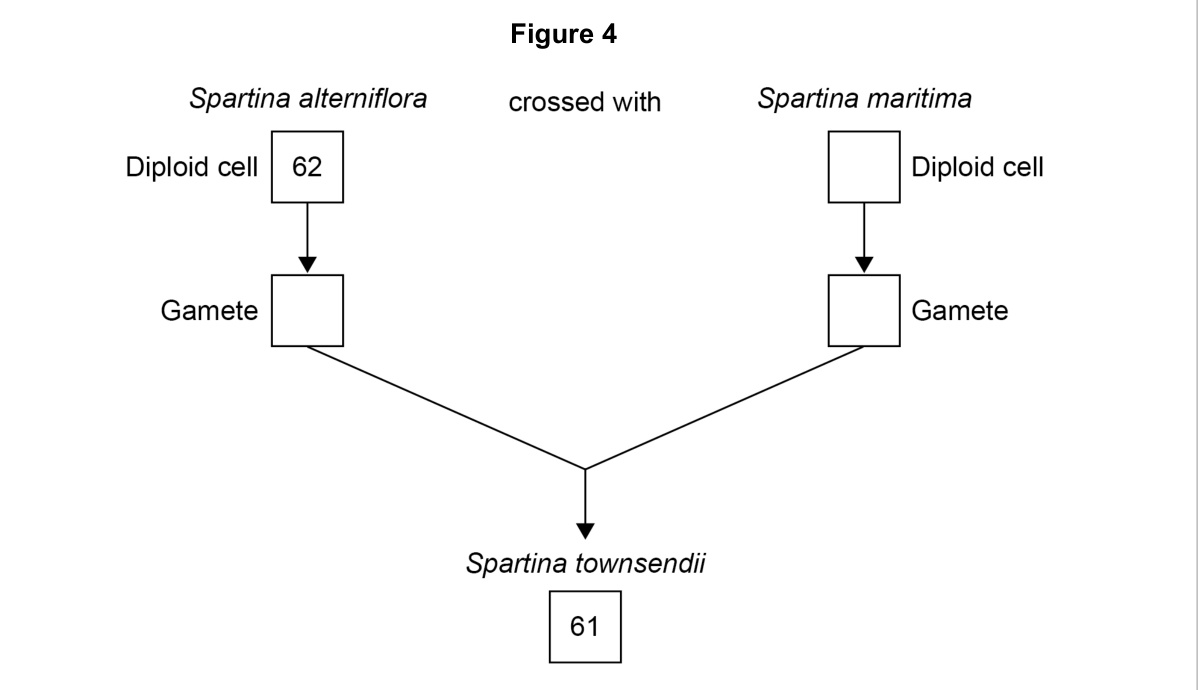 Figure 4
Spartina alterniflora crossed with Spartina maritima
Diploid cell 62 Diploid cell
Gamete Gamete
Spartina townsendii
61